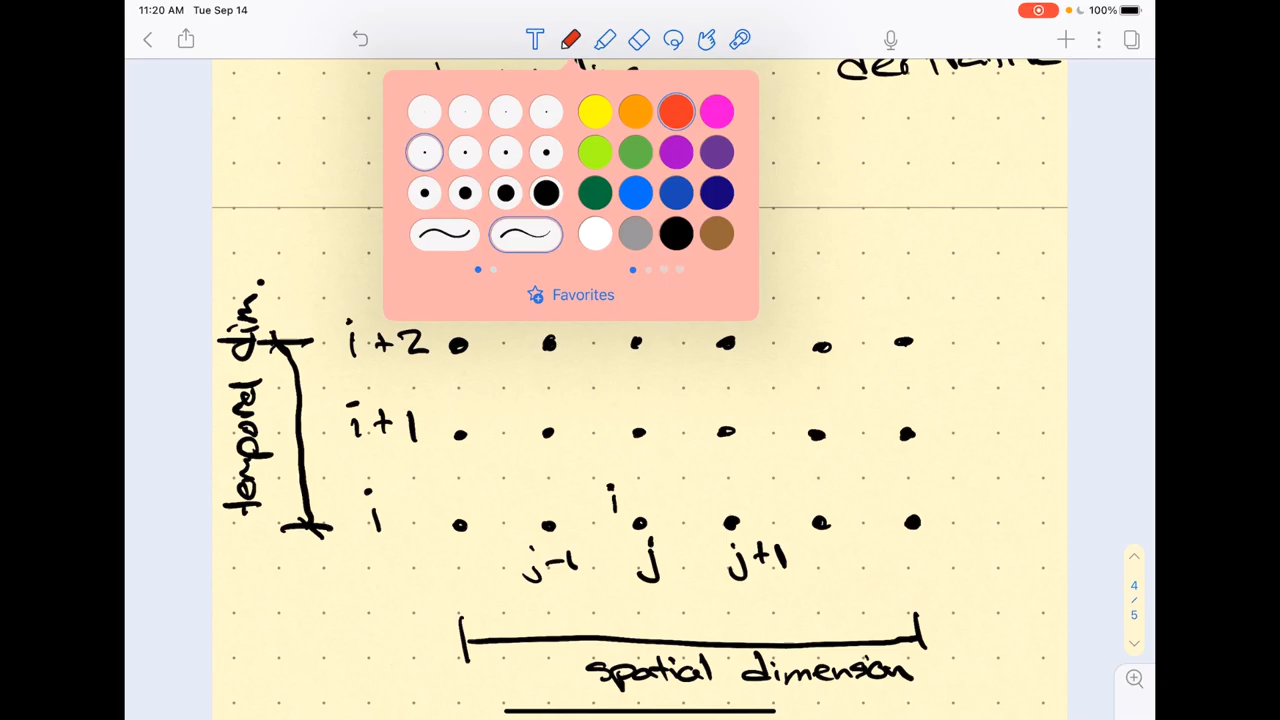 11:20 AM Tue Sep 14
100%
T
Favorites
temporal dim.
i+2
i+1
i
i
j-1 j j+1
spatial dimension
4
/
5